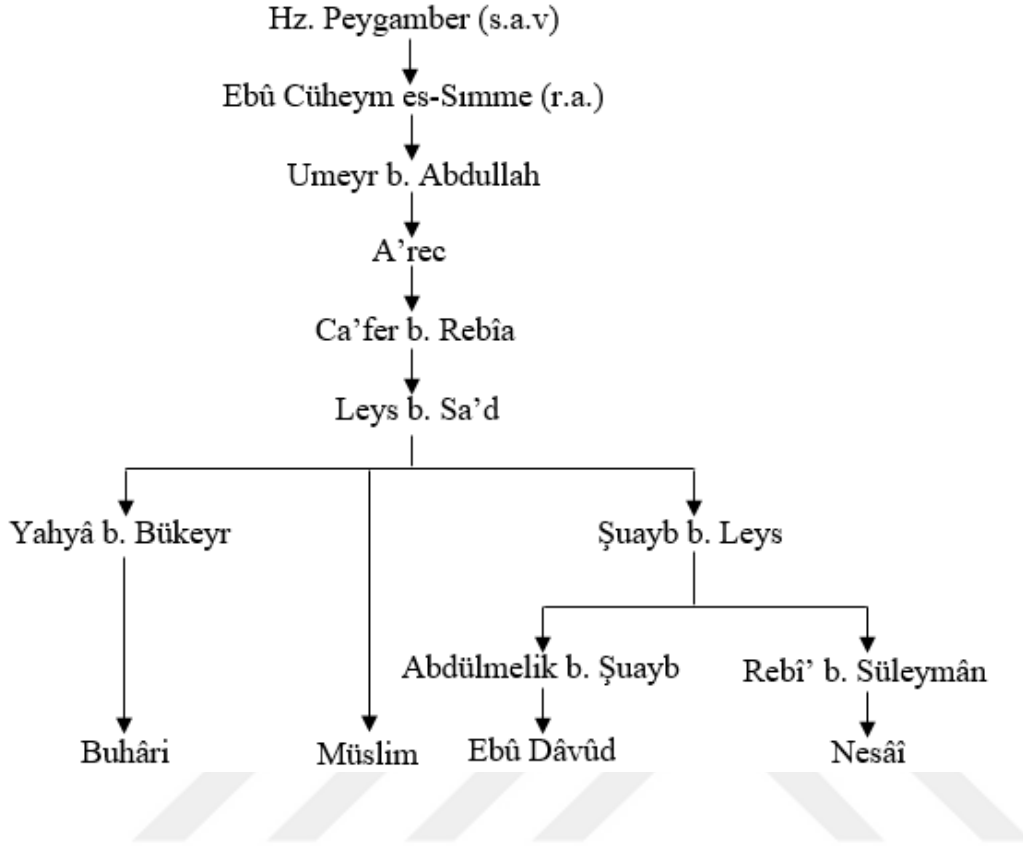 Hz. Peygamber (s.a.v)
Ebû Cüheym es-Sımme (r.a.)
Umeyr b. Abdullah
A’rec
Ca’fer b. Rebîa
Leys b. Sa’d
Yahyâ b. Bükeyr
Şuayb b. Leys
Abdülmelik b. Şuayb
Rebî’ b. Süleymân
Buhâri
Müslim
Ebû Dâvûd
Nesâî